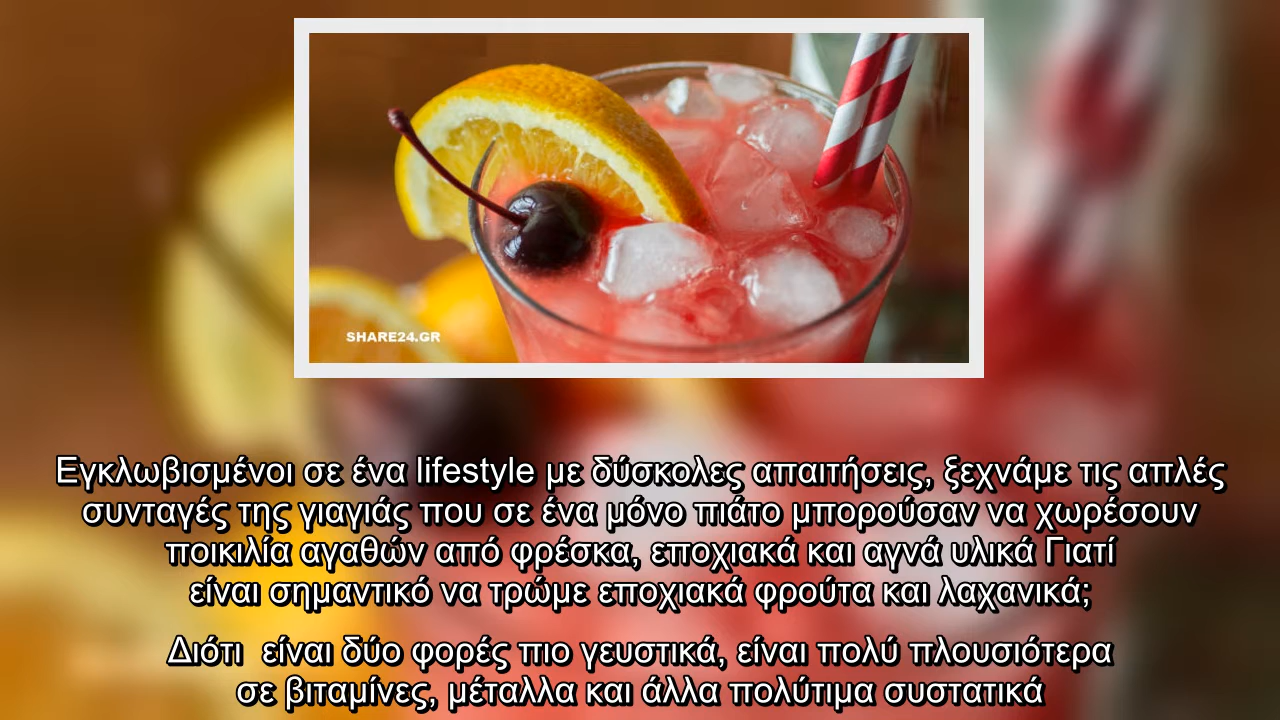 SHARE24.GR
Εγκλωβισμένοι σε ένα lifestyle με δύσκολες απαιτήσεις, ξεχνάμε τις απλές
συνταγές της γιαγιάς που σε ένα μόνο πιάτο μπορούσαν να χωρέσουν
ποικιλία αγαθών από φρέσκα, εποχιακά και αγνά υλικά Γιατί
είναι σημαντικό να τρώμε εποχιακά φρούτα και λαχανικά;
Διότι  είναι δύο φορές πιο γευστικά, είναι πολύ πλουσιότερα
σε βιταμίνες, μέταλλα και άλλα πολύτιμα συστατικά